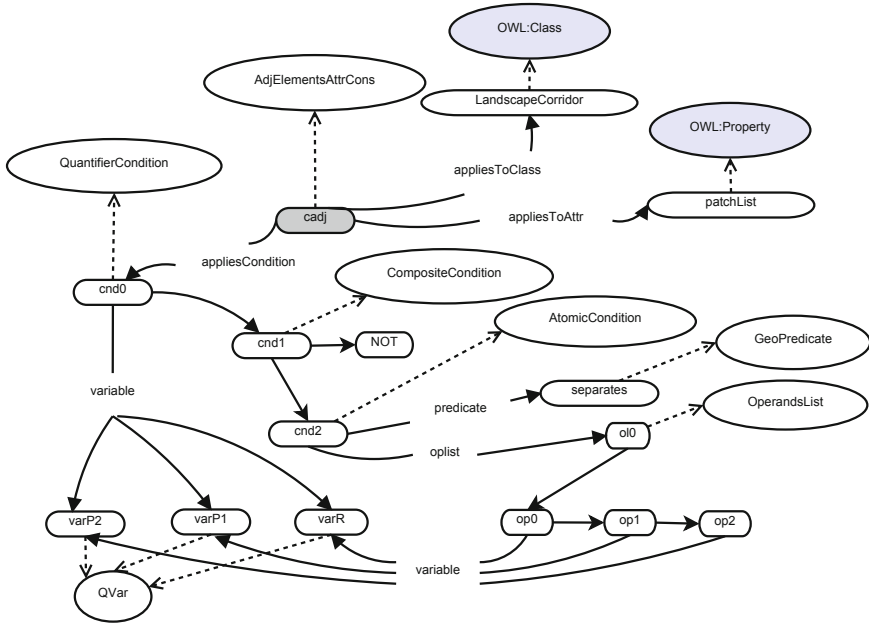 OWL:Class
AdjElementsAttrCons
LandscapeCorridor
OWL:Property
QuantifierCondition
appliesToClass
patchList
cadj
appliesToAttr
appliesCondition
CompositeCondition
cnd0
AtomicCondition
cnd1
NOT
GeoPredicate
variable
separates
predicate
OperandsList
cnd2
ol0
oplist
varP2
varP1
varR
op0
op1
op2
variable
QVar